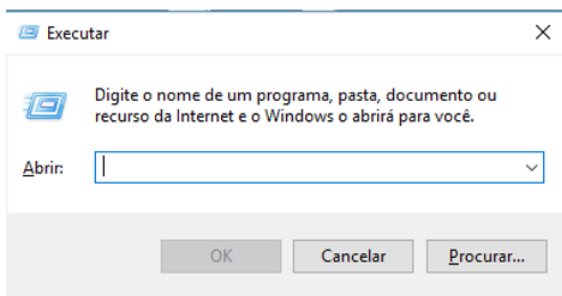 Executar
Digite o nome de um programa, pasta, documento ou
recurso da Internet e o Windows o abrirá para você.
Abrir:
OK
Cancelar
Procurar...